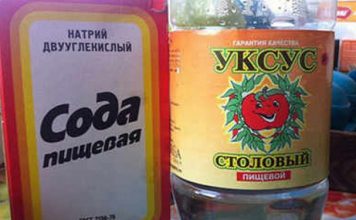 НАТРИЙ
ДВУУГЛЕКИСЛЫЙ
Сода
пищевая
ГАРАНТИЯ КАЧЕСТВА
УКСУС
СТОЛОВЫЙ
ПИЩЕВОЙ